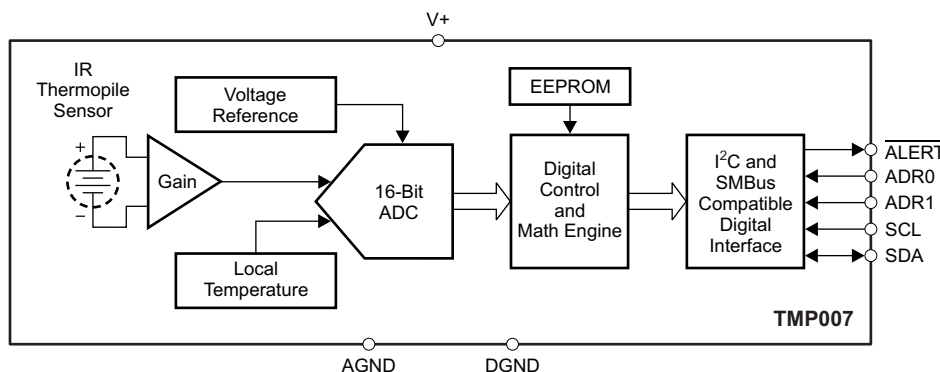 V+
IR
Thermopile
Sensor
Voltage
Reference
EEPROM
+
−
Gain
16-Bit
ADC
Digital
Control
and
Math Engine
I²C and
SMBus
Compatible
Digital
Interface
ALERT
ADR0
ADR1
SCL
SDA
Local
Temperature
TMP007
AGND
DGND